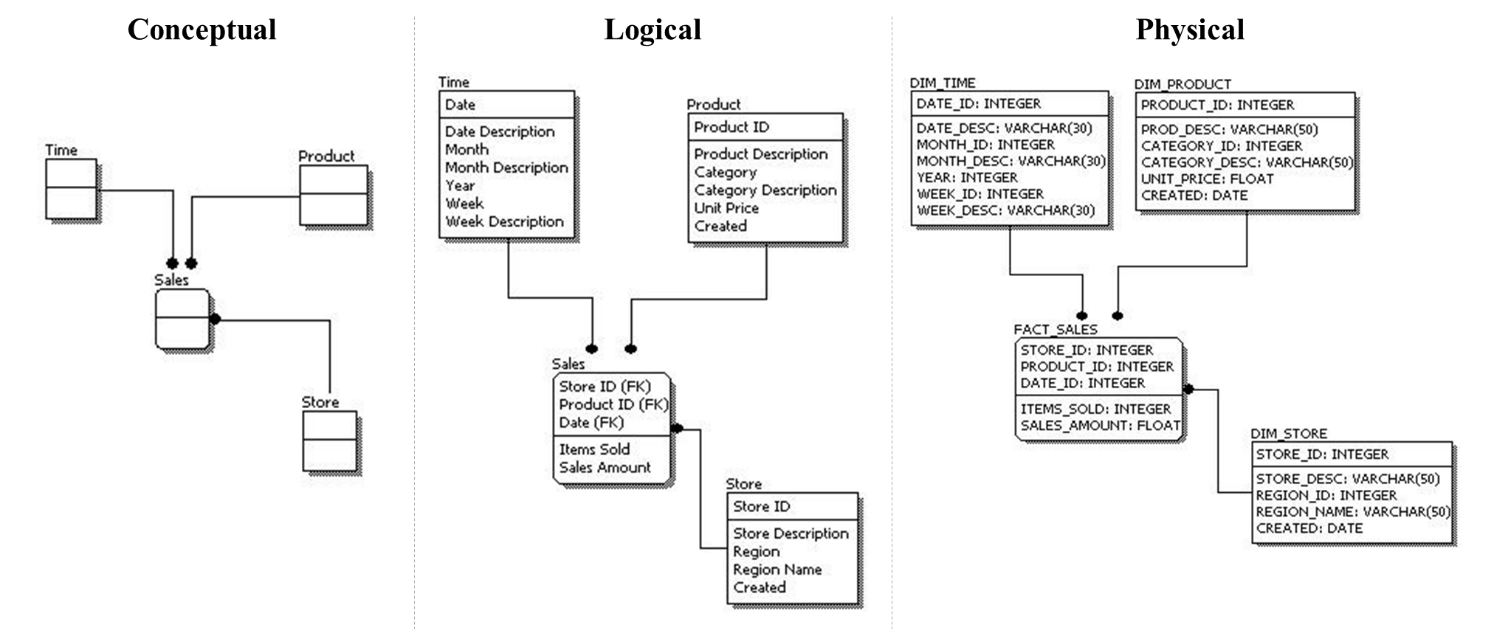 Conceptual
Time
Product
Sales
Store
Logical
Time
Date
Date Description
Month
Month Description
Year
Week
Week Description
Product
Product ID
Product Description
Category
Category Description
Unit Price
Created
Sales
Store ID (FK)
Product ID (FK)
Date (FK)
Items Sold
Sales Amount
Store
Store ID
Store Description
Region
Region Name
Created
Physical
DIM_TIME
DATE_ID: INTEGER
DATE_DESC: VARCHAR(30)
MONTH_ID: INTEGER
MONTH_DESC: VARCHAR(30)
YEAR: INTEGER
WEEK_ID: INTEGER
WEEK_DESC: VARCHAR(30)
DIM_PRODUCT
PRODUCT_ID: INTEGER
PROD_DESC: VARCHAR(50)
CATEGORY_ID: INTEGER
CATEGORY_DESC: VARCHAR(50)
UNIT_PRICE: FLOAT
CREATED: DATE
FACT_SALES
STORE_ID: INTEGER
PRODUCT_ID: INTEGER
DATE_ID: INTEGER
ITEMS_SOLD: INTEGER
SALES_AMOUNT: FLOAT
DIM_STORE
STORE_ID: INTEGER
STORE_DESC: VARCHAR(50)
REGION_ID: INTEGER
REGION_NAME: VARCHAR(50)
CREATED: DATE